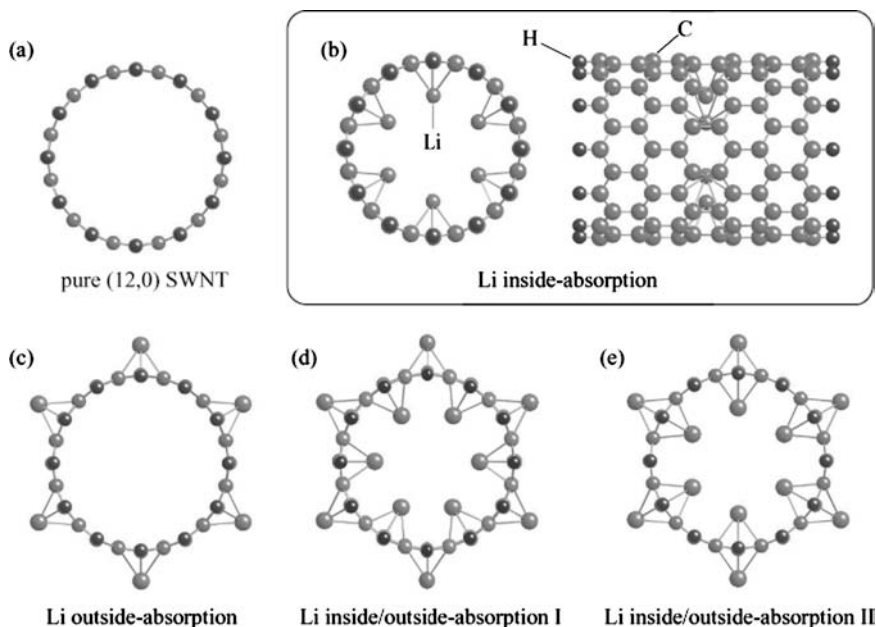 (a)
pure (12,0) SWNT
(b)
H
C
Li
Li inside-absorption
(c)
Li outside-absorption
(d)
Li inside/outside-absorption I
(e)
Li inside/outside-absorption II